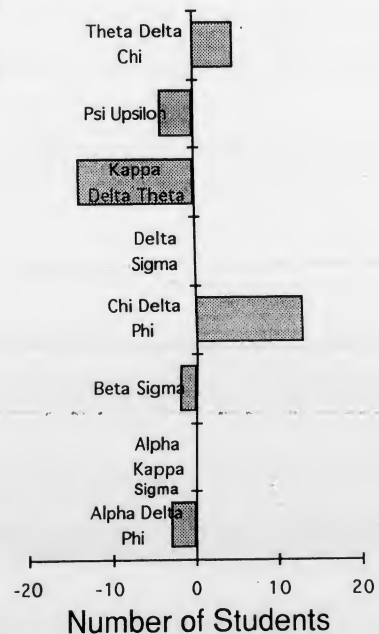 Theta Delta
Chi
Psi Upsilon
Kappa
Delta Theta
Delta
Sigma
Chi Delta
Phi
Beta Sigma
Alpha
Kappa
Sigma
Alpha Delta
Phi
-20 -10 0 10 20
Number of Students